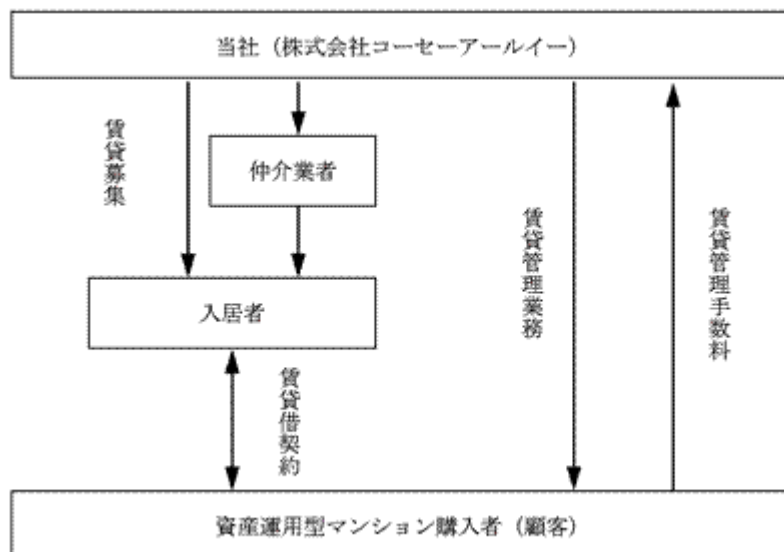 当社（株式会社コーセーアールイー）
賃貸募集
仲介業者
入居者
賃貸借契約
賃貸管理業務
賃貸管理手数料
資産運用型マンション購入者（顧客）